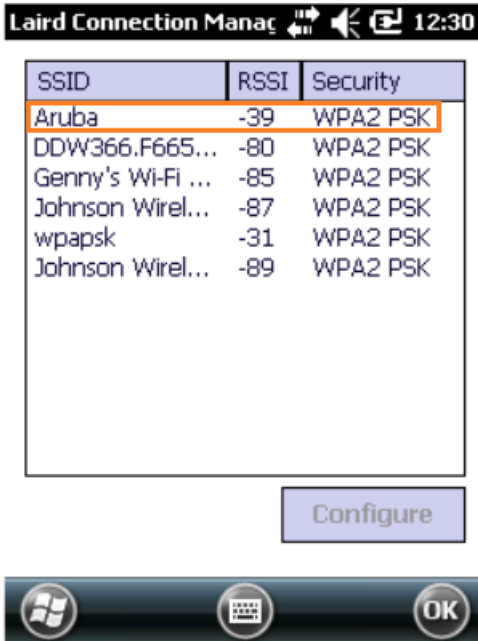 Laird Connection Manag 12:30
SSID RSSI Security
Aruba -39 WPA2 PSK
DDW366.F665... -80 WPA2 PSK
Genny's Wi-Fi ... -85 WPA2 PSK
Johnson Wirel... -87 WPA2 PSK
wpapsk -31 WPA2 PSK
Johnson Wirel... -89 WPA2 PSK
Configure
OK